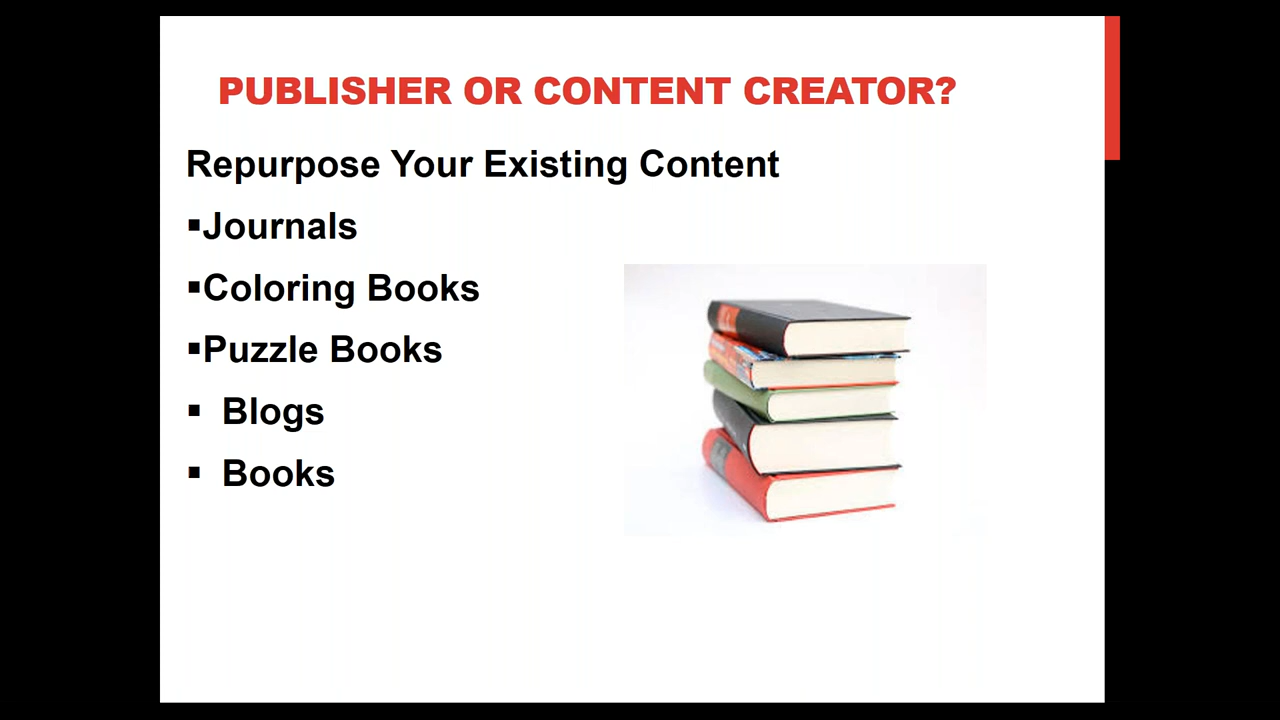 PUBLISHER OR CONTENT CREATOR?
Repurpose Your Existing Content
▪Journals
▪Coloring Books
▪Puzzle Books
▪ Blogs
▪ Books